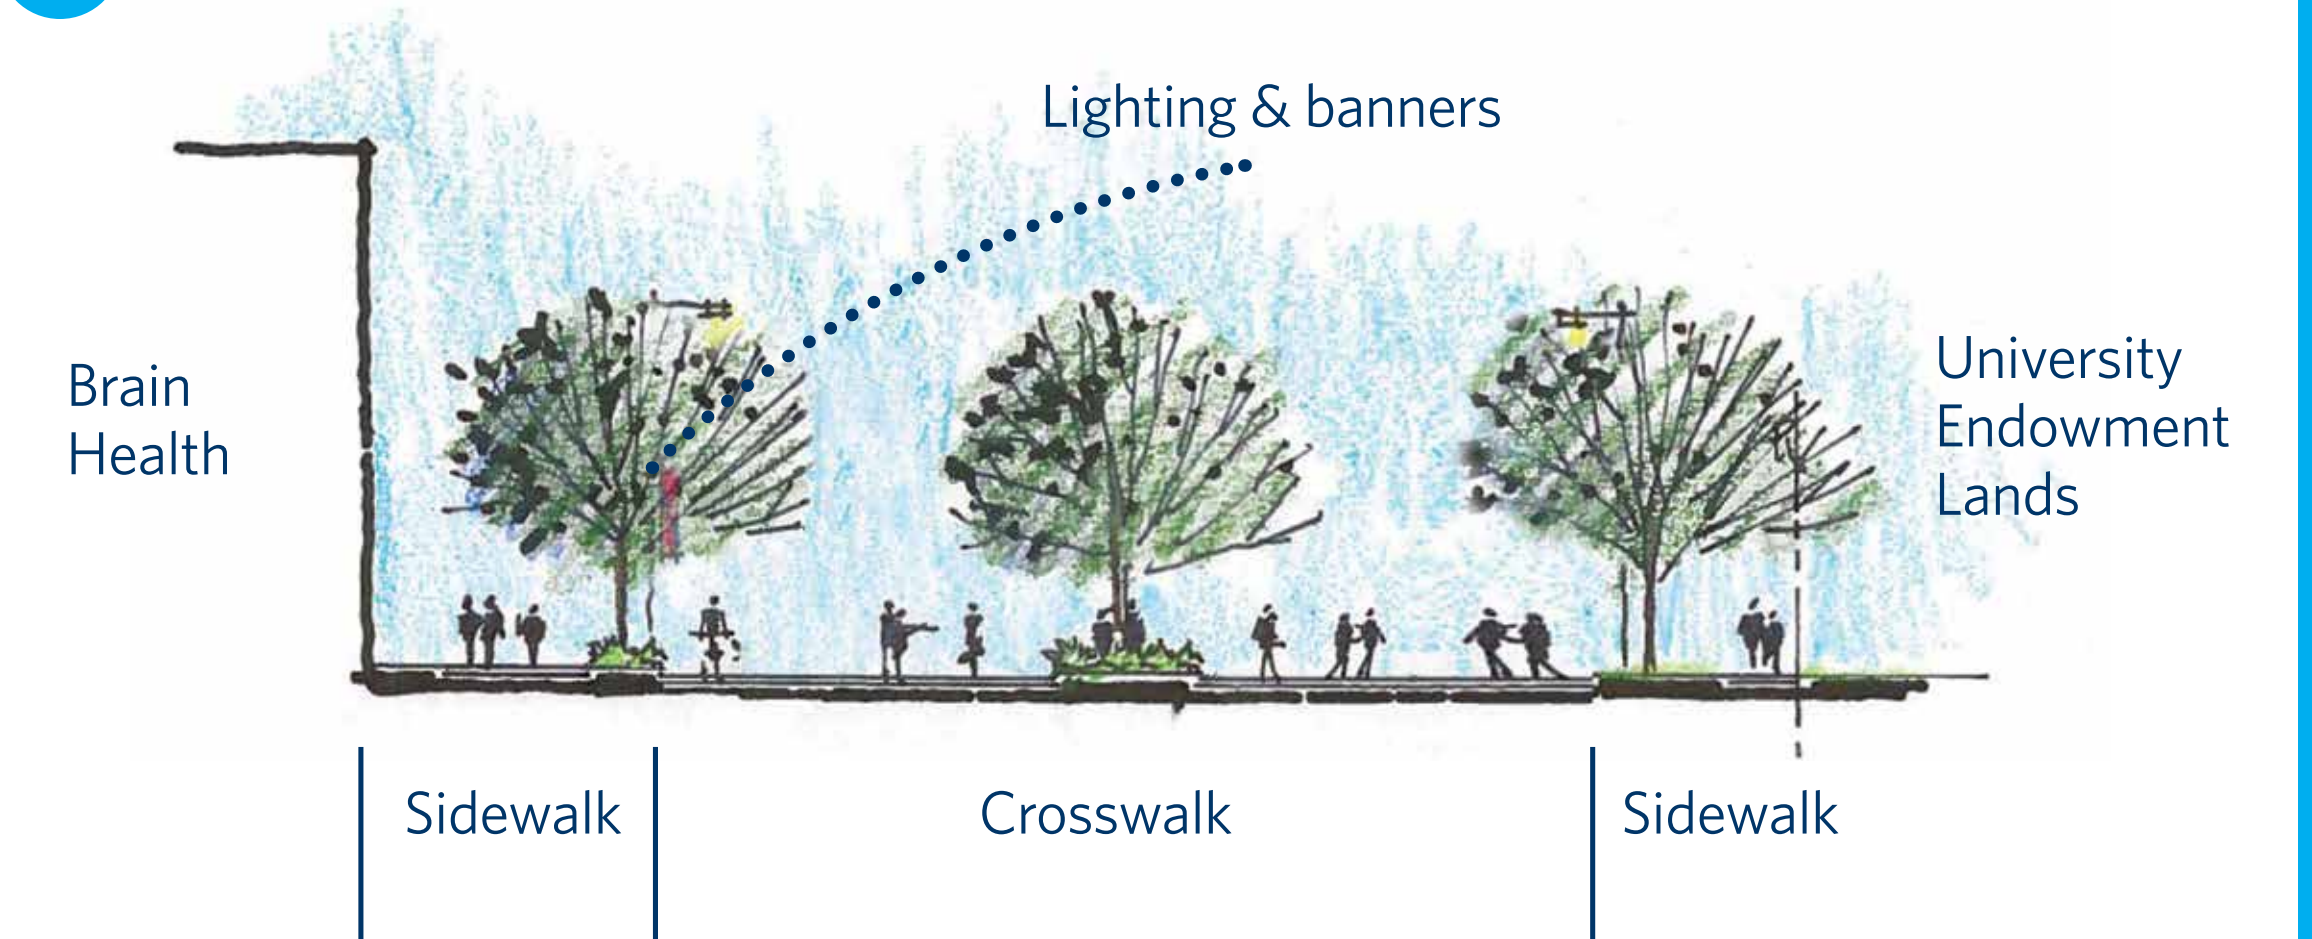 Lighting & banners
Brain
Health
University
Endowment
Lands
Sidewalk
Crosswalk
Sidewalk